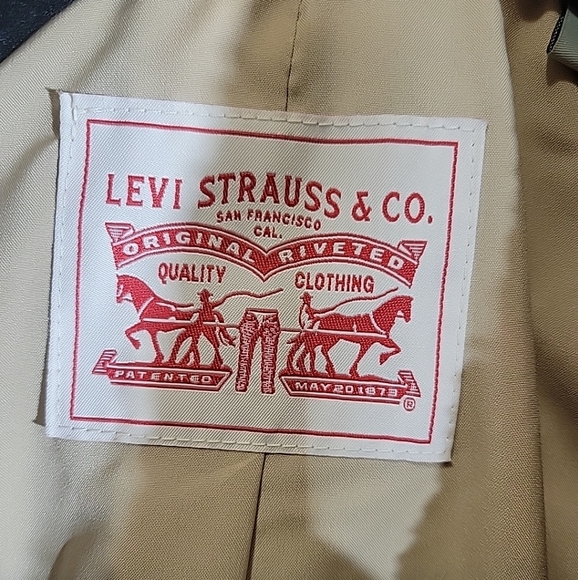 LEVI STRAUSS & CO.
SAN FRANCISCO
CAL.
ORIGINAL RIVETED
QUALITY CLOTHING
PATENTED MAY 20 1873
®